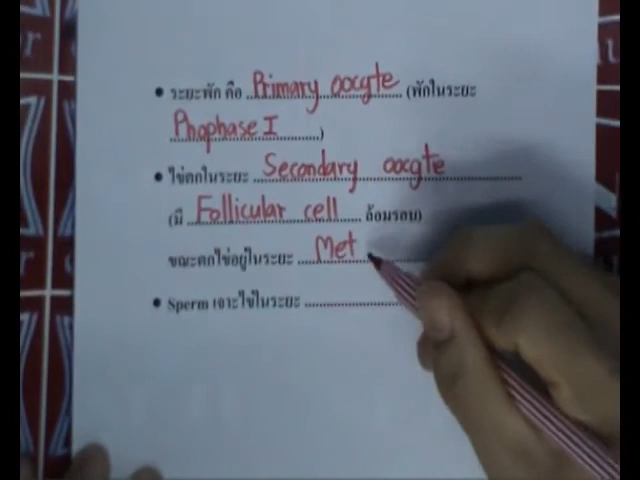 • ระยะพัก คือ Primary oocyte (พักในระยะ
Phophase I)
• ไข่ตกในระยะ Secondary oocyte
(มี Follicular cell ล้อมรอบ)
ขณะตกไข่อยู่ในระยะ Met
• Sperm เจาะไข่ในระยะ